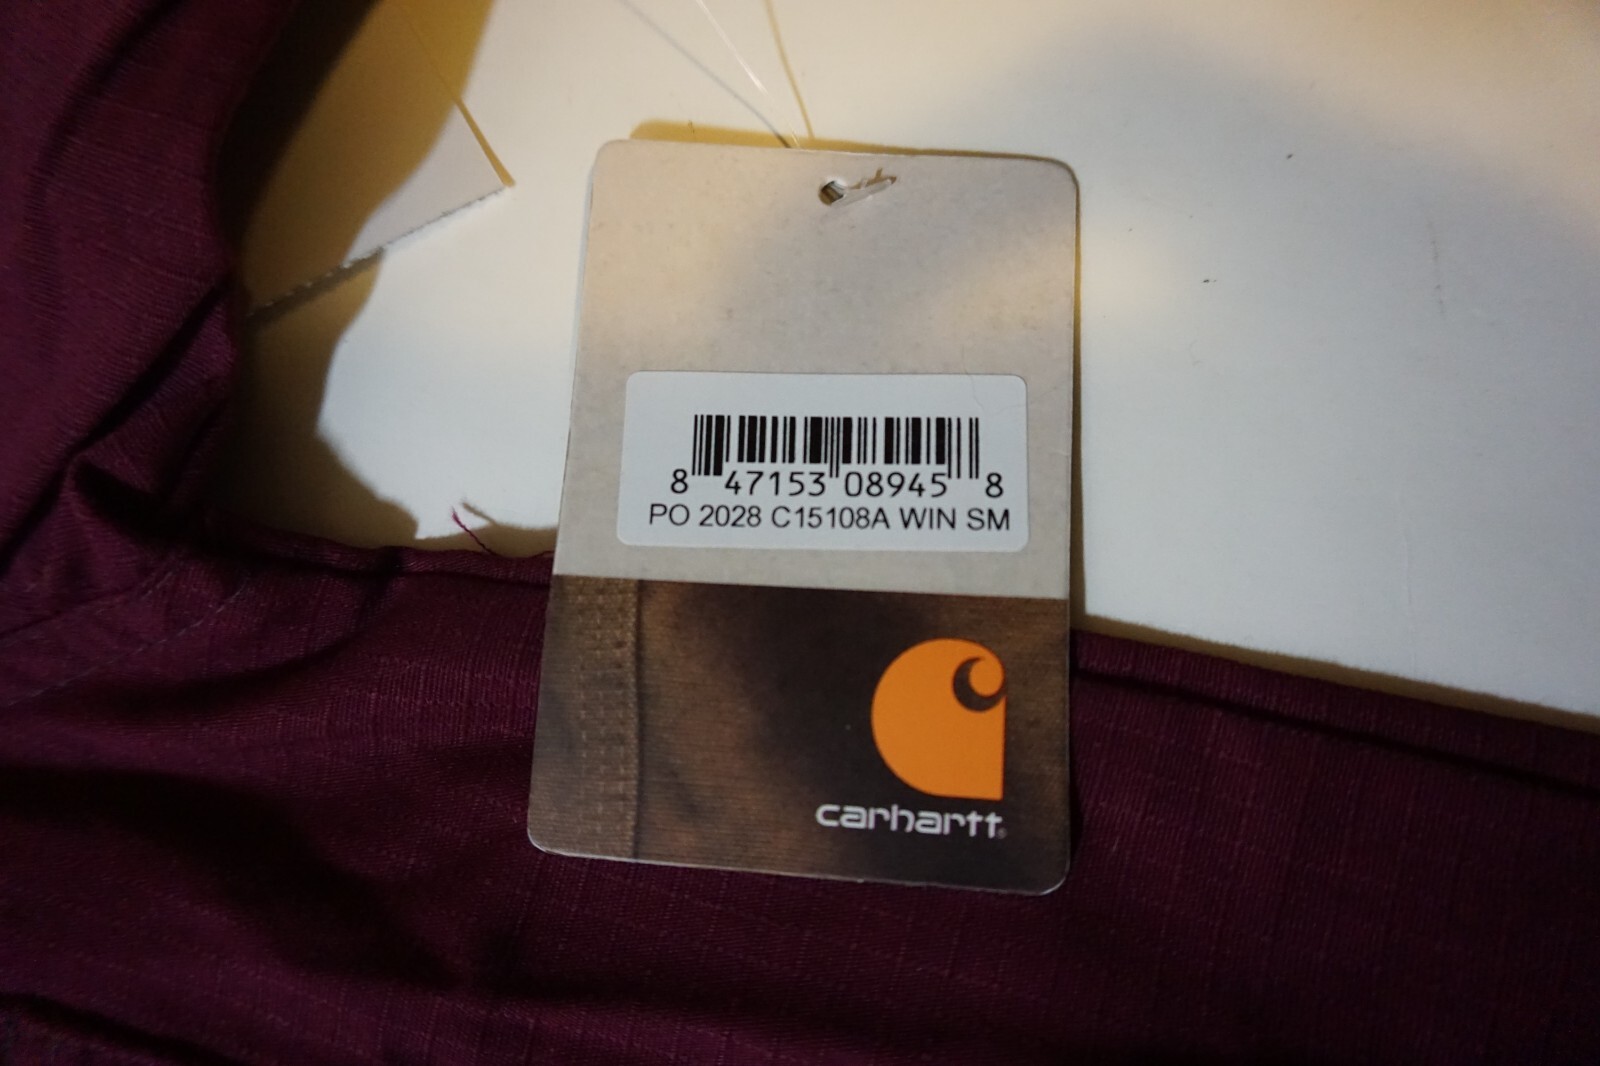 8 47153 08945 8
PO 2028 C15108A WIN SM
carhartt